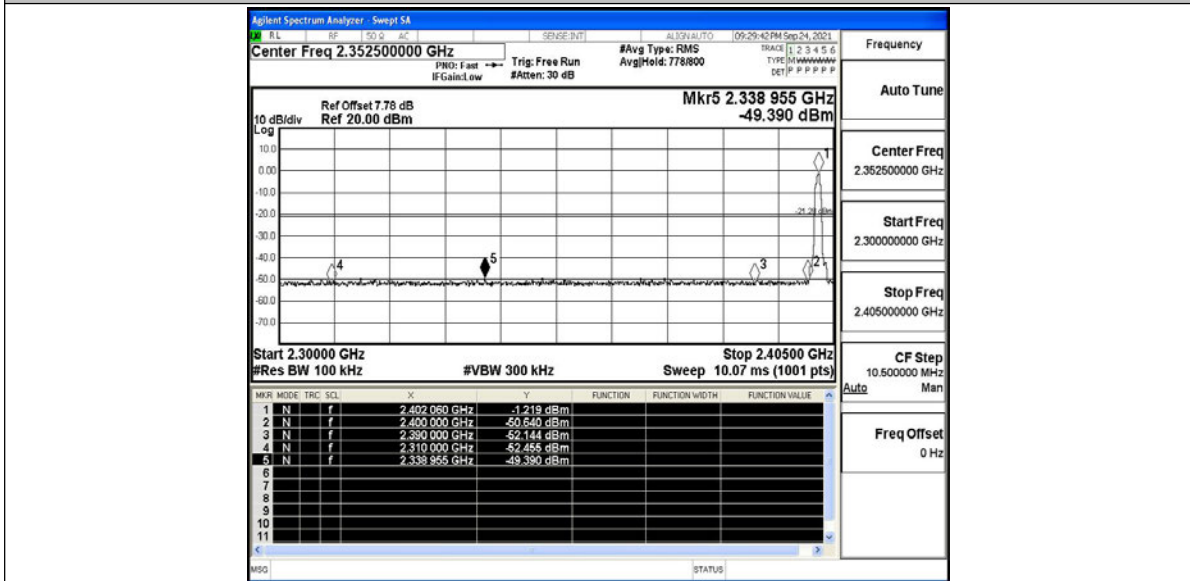 Agilent Spectrum Analyzer - Swept SA
RL RF 50 Ω AC SENSE:INT ALIGNAUTO 09:29:42 PM Sep 24, 2021
Center Freq 2.352500000 GHz
PNO: Fast
IFGain:Low
Trig: Free Run
#Atten: 30 dB
#Avg Type: RMS
Avg|Hold: 778/800
TRACE 1 2 3 4 5 6
TYPE M W W W W W
DET P P P P P P
Ref Offset 7.78 dB
10 dB/div Ref 20.00 dBm
Log
Mkr5 2.338 955 GHz
-49.390 dBm
10.0
0.00
-10.0
-20.0
-30.0
-40.0
-50.0
-60.0
-70.0
1
4
5
3
2
Start 2.30000 GHz Stop 2.40500 GHz
#Res BW 100 kHz #VBW 300 kHz Sweep 10.07 ms (1001 pts)
MKR MODE TRC SCL X Y FUNCTION FUNCTION WIDTH FUNCTION VALUE
1 N f 2.402 060 GHz -1.219 dBm
2 N f 2.400 000 GHz -50.640 dBm
3 N f 2.390 000 GHz -52.144 dBm
4 N f 2.310 000 GHz -52.455 dBm
5 N f 2.338 955 GHz -49.390 dBm
6
7
8
9
10
11
MSG STATUS
Frequency
Auto Tune
Center Freq
2.352500000 GHz
Start Freq
2.300000000 GHz
Stop Freq
2.405000000 GHz
CF Step
10.500000 MHz
Auto Man
Freq Offset
0 Hz